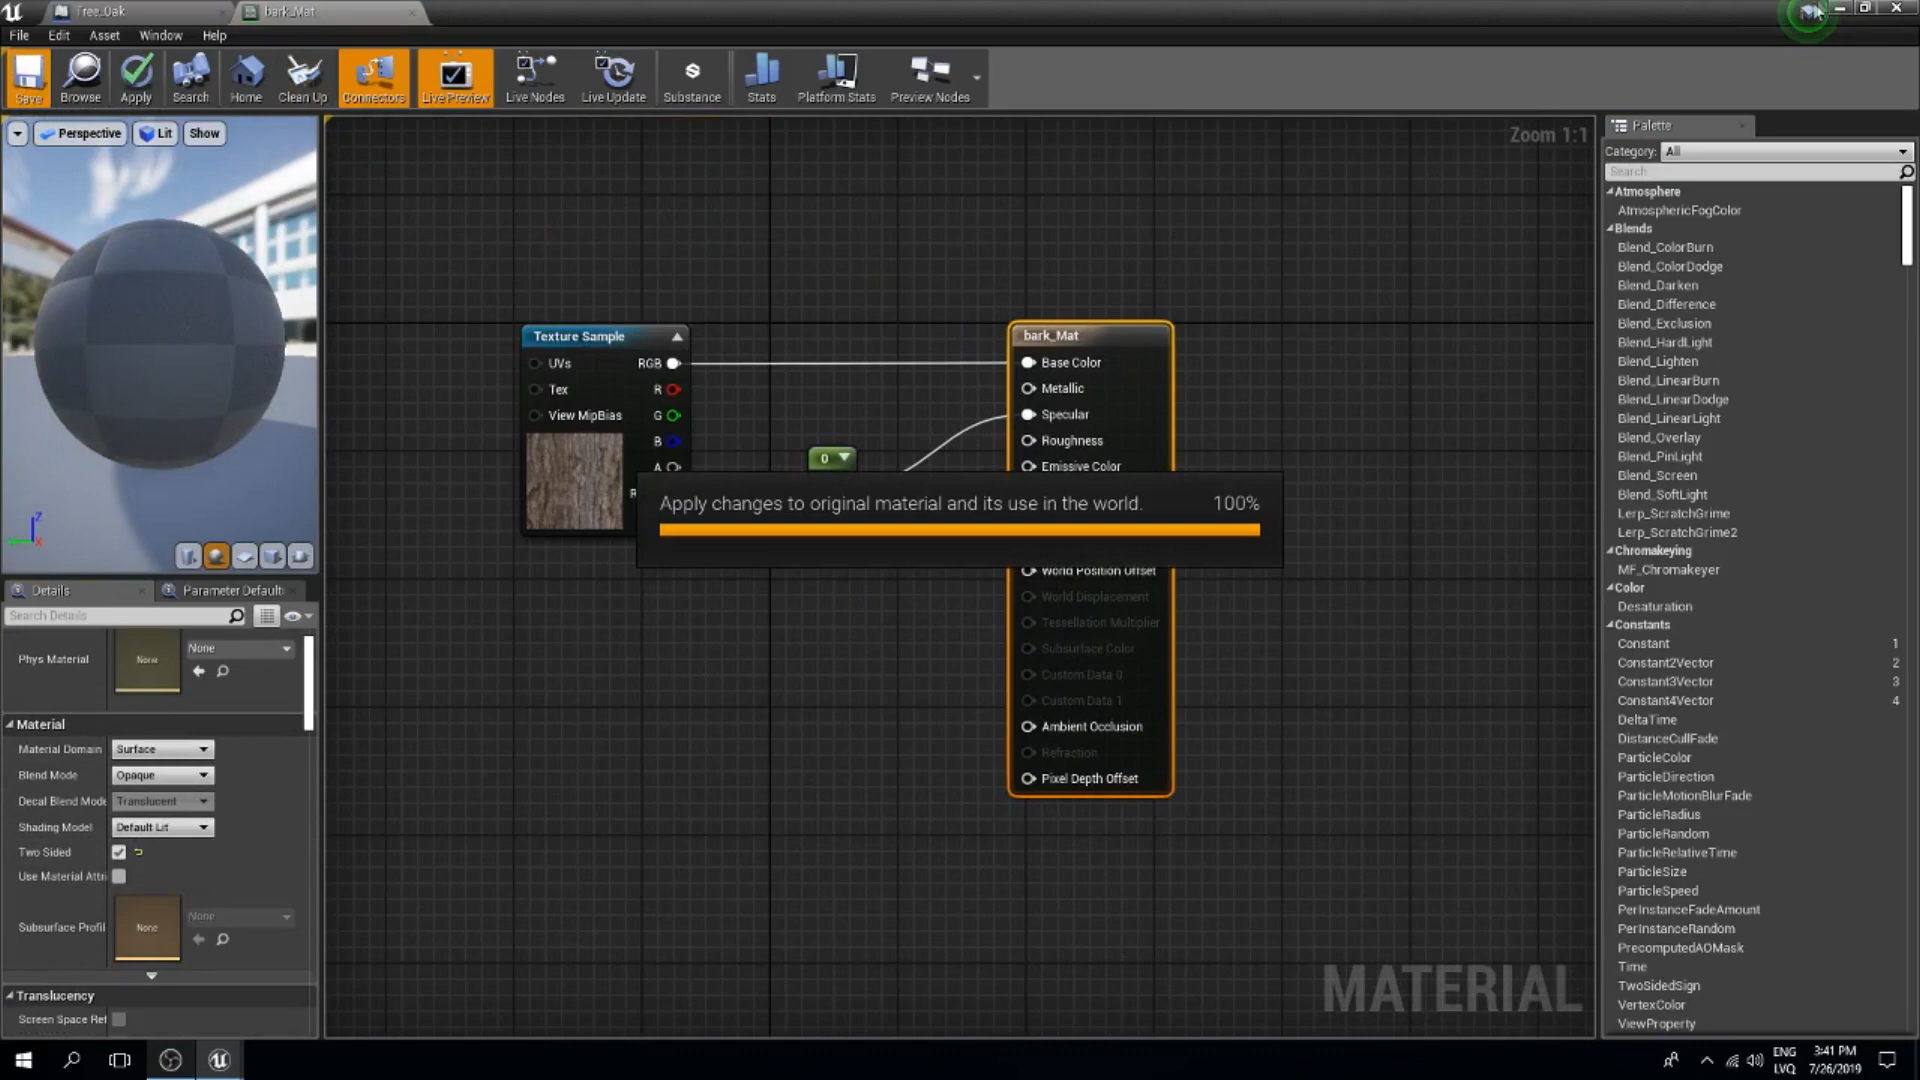 Tree_Oak
bark_Mat
File Edit Asset Window Help
Save Browse Apply Search Home Clean Up Connectors Live Preview Live Nodes Live Update Substance Stats Platform Stats Preview Nodes
Perspective Lit Show
Zoom 1:1
Palette
Category: All
Search
Atmosphere
AtmosphericFogColor
Blends
Blend_ColorBurn
Blend_ColorDodge
Blend_Darken
Blend_Difference
Blend_Exclusion
Blend_HardLight
Blend_Lighten
Blend_LinearBurn
Blend_LinearDodge
Blend_LinearLight
Blend_Overlay
Blend_PinLight
Blend_Screen
Blend_SoftLight
Lerp_ScratchGrime
Lerp_ScratchGrime2
Chromakeying
MF_Chromakeyer
Color
Desaturation
Constants
Constant 1
Constant2Vector 2
Constant3Vector 3
Constant4Vector 4
DeltaTime
DistanceCullFade
ParticleColor
ParticleDirection
ParticleMotionBlurFade
ParticleRadius
ParticleRandom
ParticleRelativeTime
ParticleSize
ParticleSpeed
PerInstanceFadeAmount
PerInstanceRandom
PrecomputedAOMask
Time
TwoSidedSign
VertexColor
ViewProperty
Texture Sample
UVs RGB
Tex R
View MipBias G
B
A
R
0
bark_Mat
Base Color
Metallic
Specular
Roughness
Emissive Color
Apply changes to original material and its use in the world. 100%
World Position Offset
World Displacement
Tessellation Multiplier
Subsurface Color
Custom Data 0
Custom Data 1
Ambient Occlusion
Refraction
Pixel Depth Offset
MATERIAL
Z
X
Details Parameter Default
Search Details
Phys Material None None
Material
Material Domain Surface
Blend Mode Opaque
Decal Blend Mode Translucent
Shading Model Default Lit
Two Sided
Use Material Attri
Subsurface Profil None None
Translucency
Screen Space Ref
ENG
LVQ
3:41 PM
7/26/2019